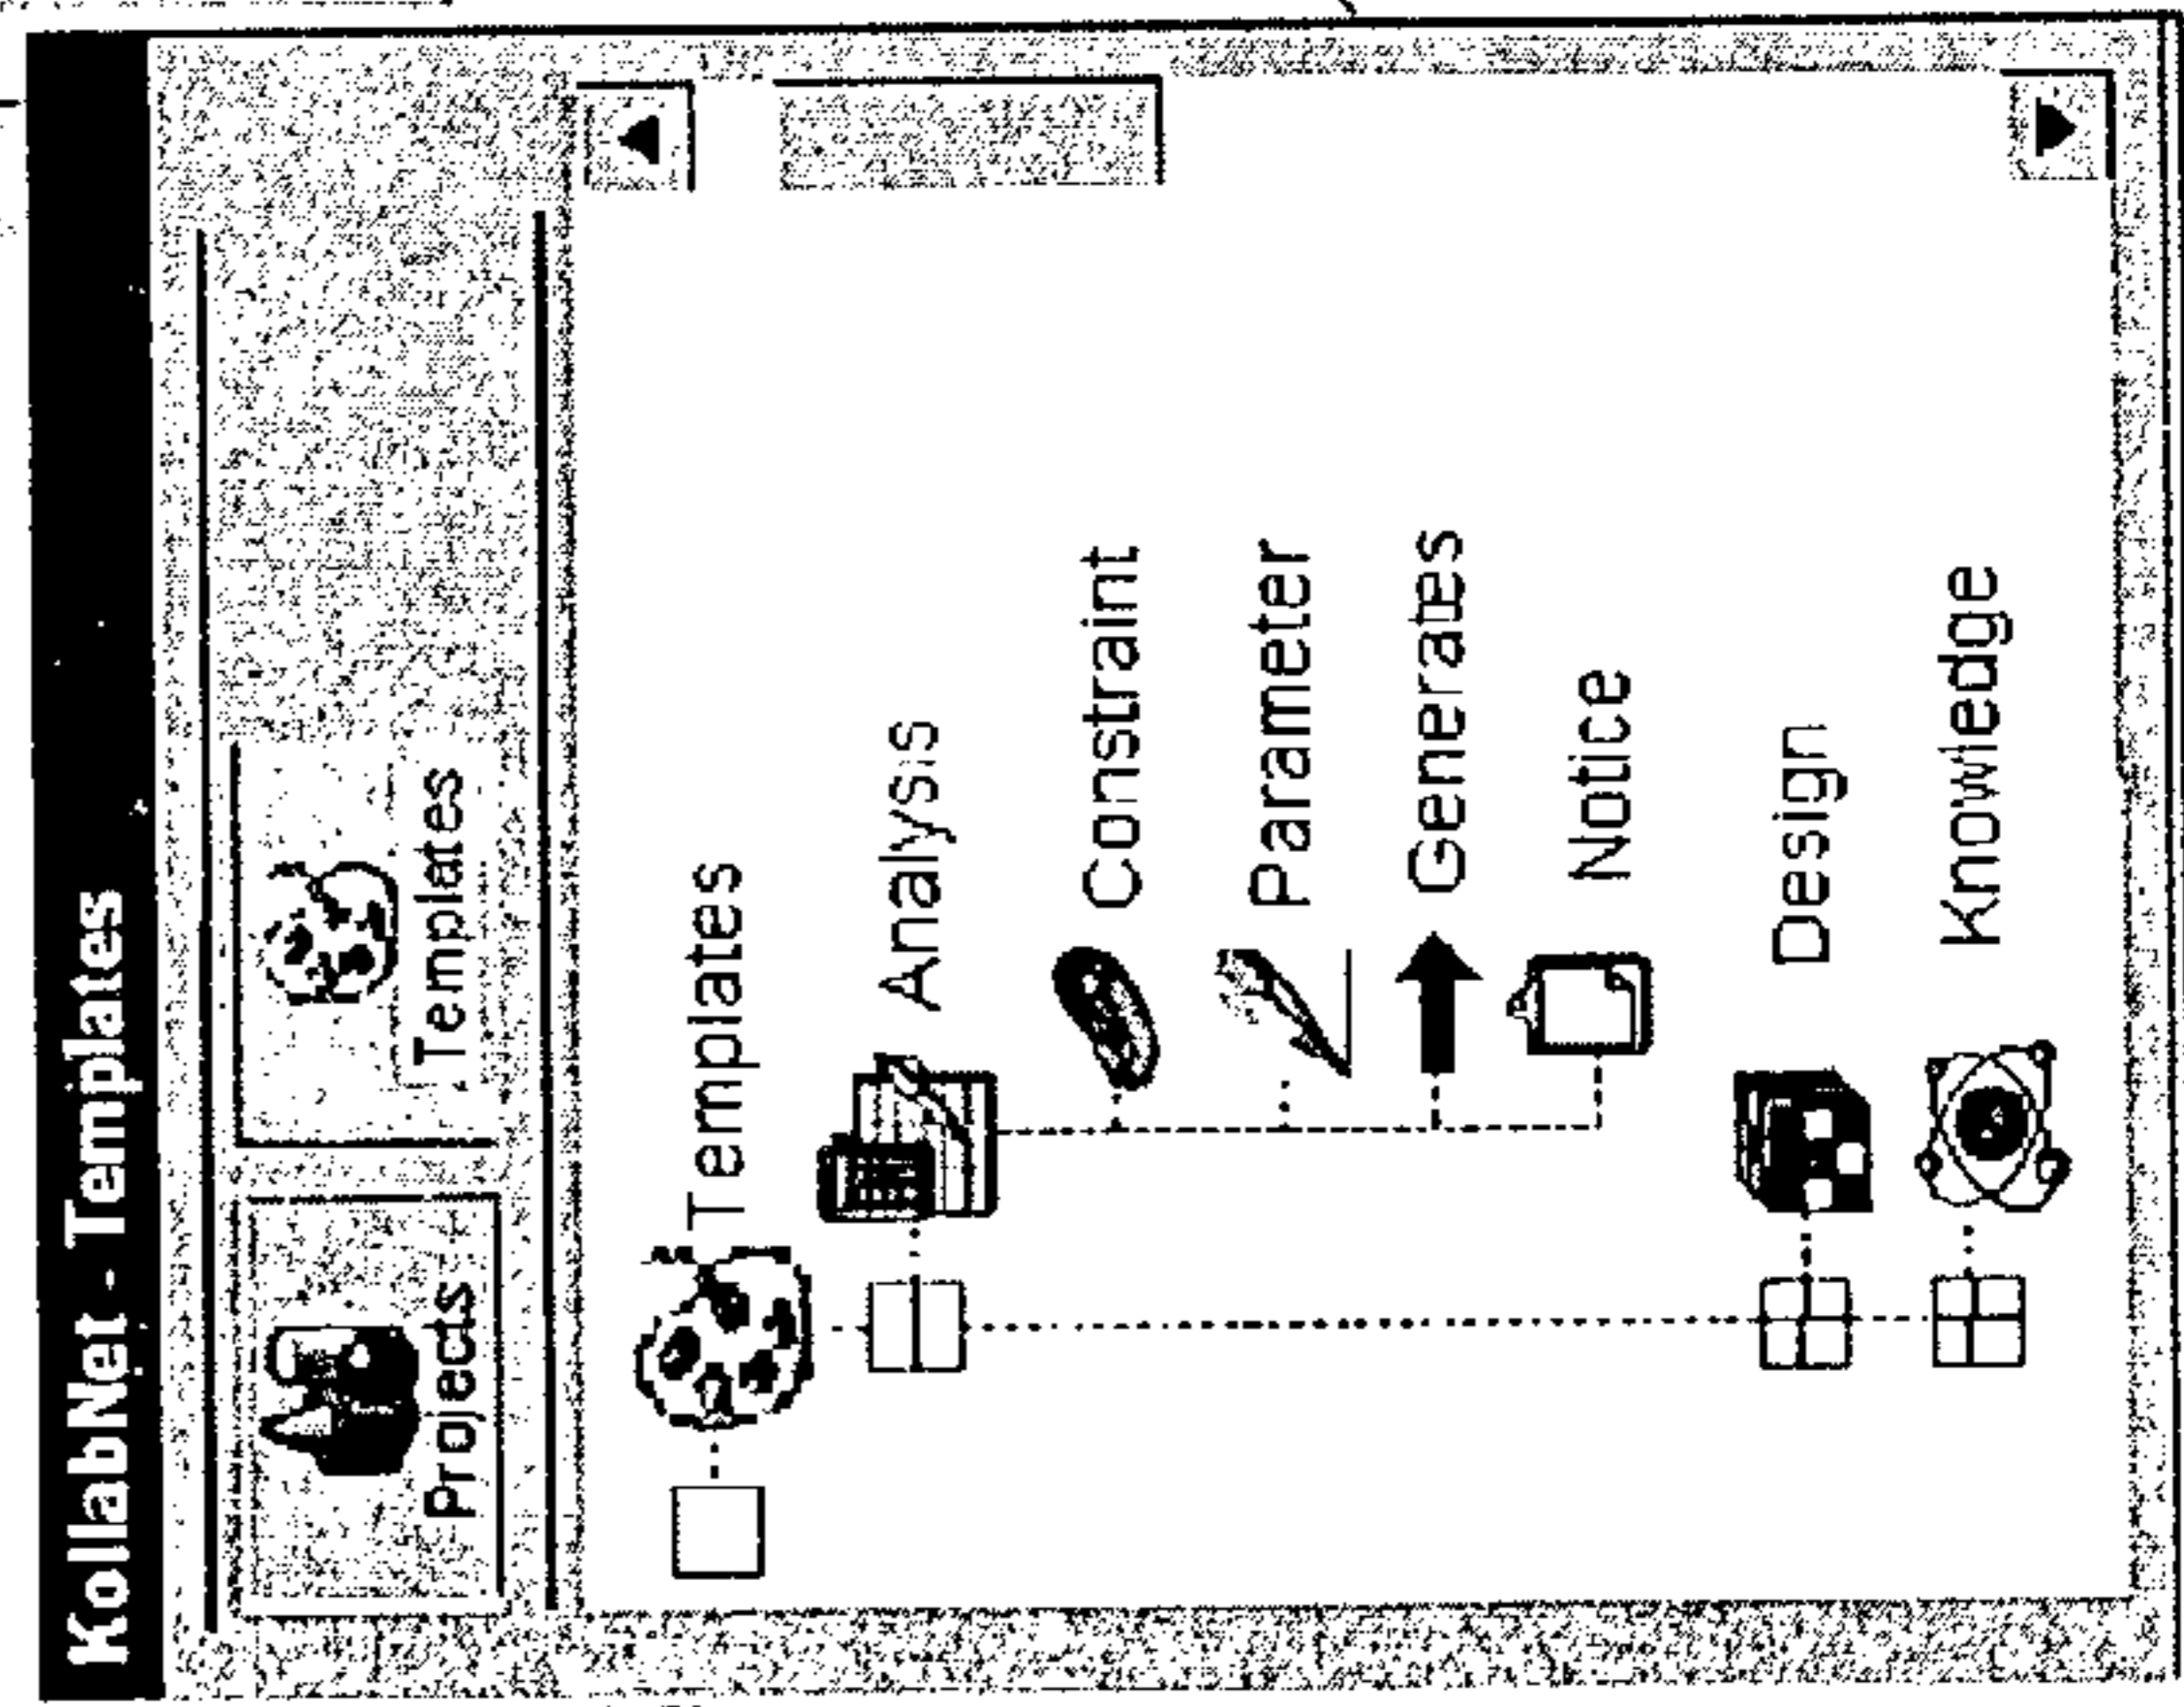 KollabNet - Templates
Projects Templates
Templates
Analysis
Constraint
Parameter
Generates
Notice
Design
Knowledge